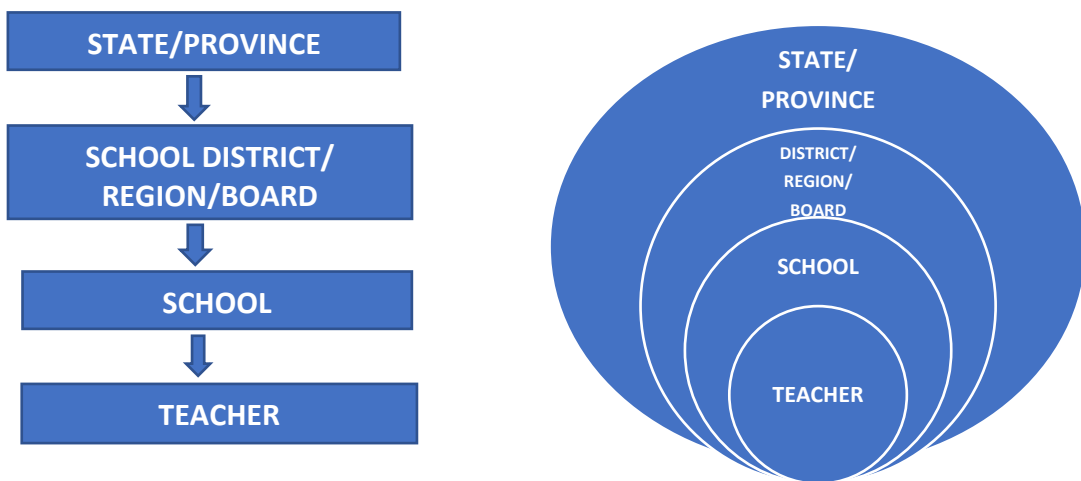 STATE/PROVINCE
SCHOOL DISTRICT/
REGION/BOARD
SCHOOL
TEACHER
STATE/
PROVINCE
DISTRICT/
REGION/
BOARD
SCHOOL
TEACHER